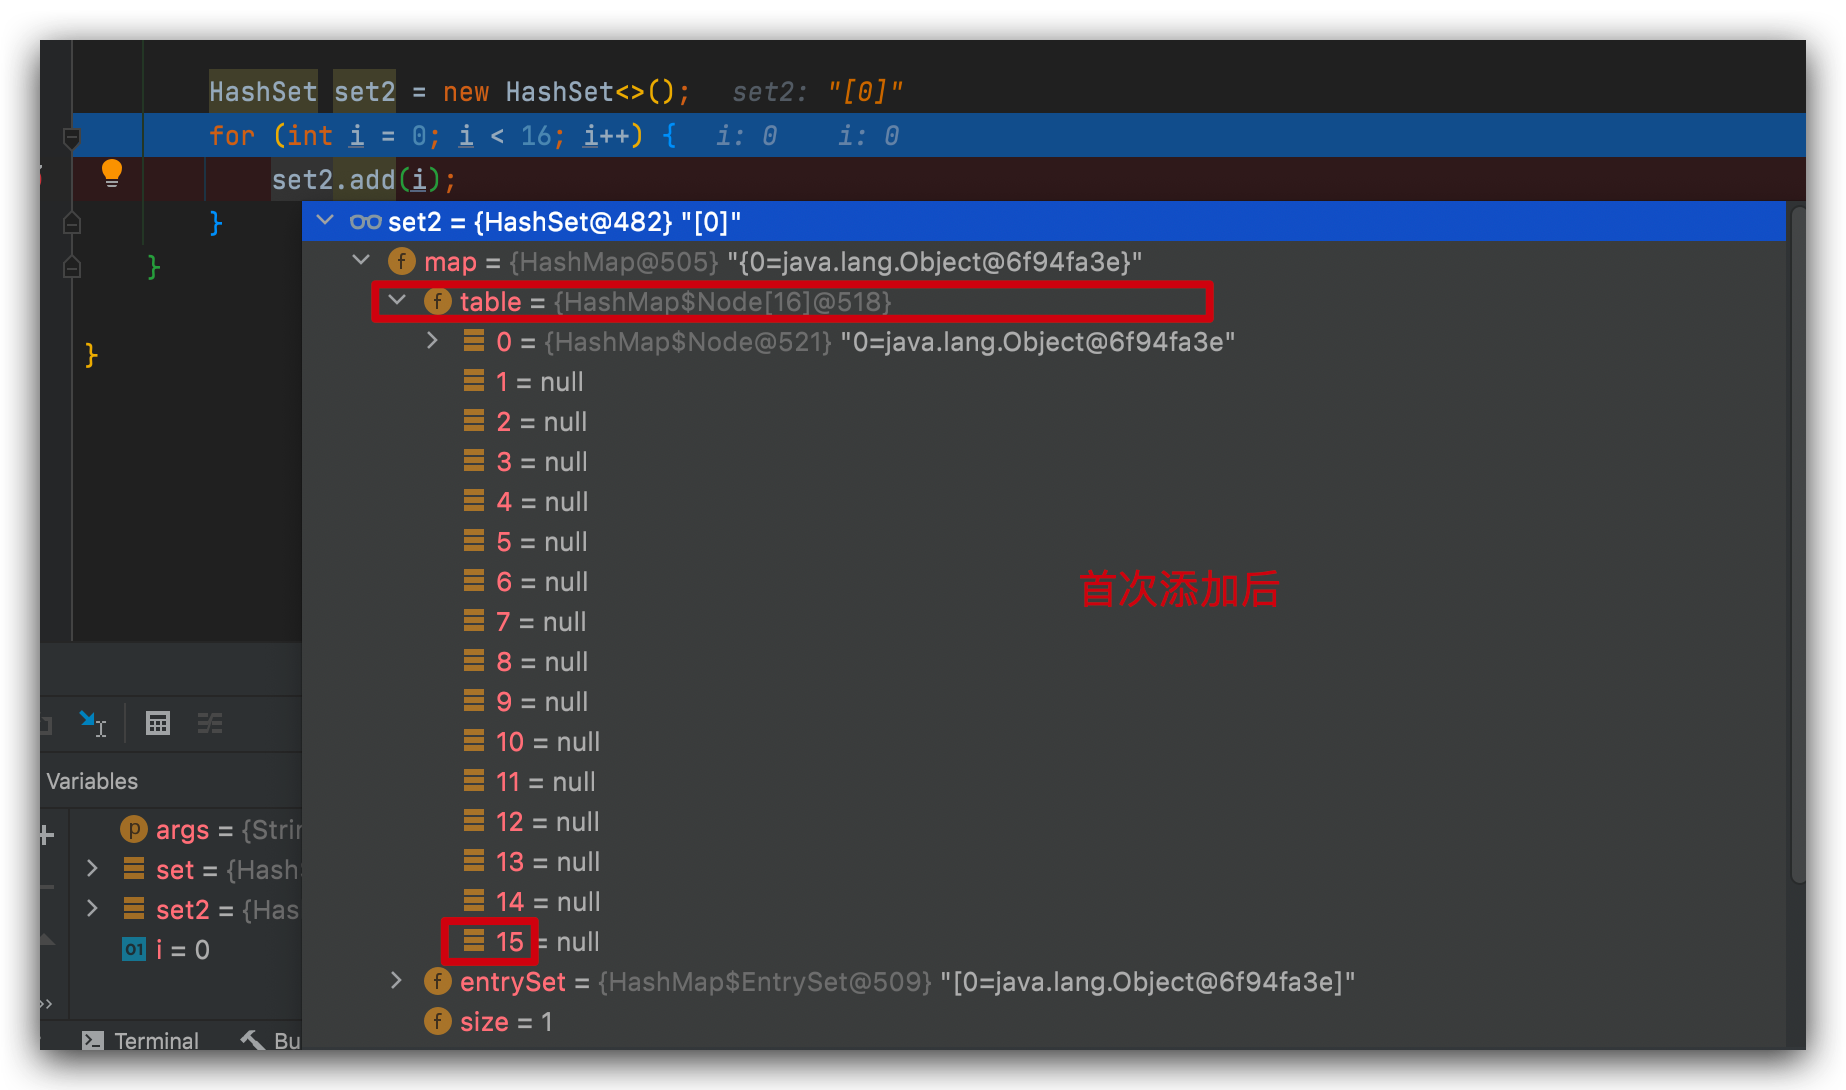 HashSet set2 = new HashSet<>();   set2: "[0]"
for (int i = 0; i < 16; i++) {   i: 0   i: 0
set2.add(i);
}
}
}
set2 = {HashSet@482} "[0]"
map = {HashMap@505} "{0=java.lang.Object@6f94fa3e}"
table = {HashMap$Node[16]@518}
0 = {HashMap$Node@521} "0=java.lang.Object@6f94fa3e"
1 = null
2 = null
3 = null
4 = null
5 = null
6 = null
首次添加后
7 = null
8 = null
9 = null
10 = null
11 = null
12 = null
13 = null
14 = null
15 = null
entrySet = {HashMap$EntrySet@509} "[0=java.lang.Object@6f94fa3e]"
size = 1
Variables
args = {Strin
set = {Hash
set2 = {Has
i = 0
Terminal
Bu